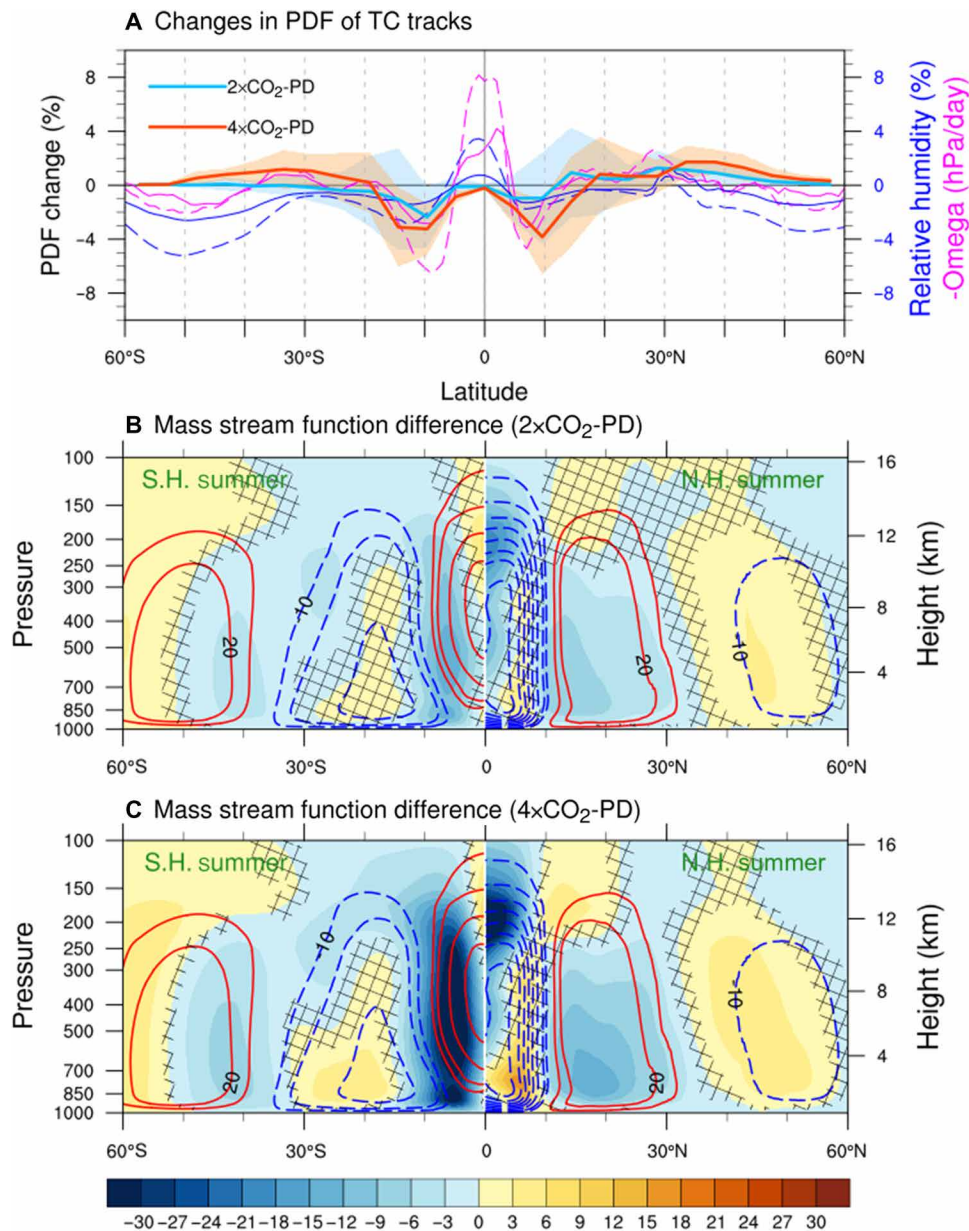 A Changes in PDF of TC tracks
PDF change (%)
8
4
0
−4
−8
2×CO₂-PD
4×CO₂-PD
8
4
0
−4
−8
Relative humidity (%)
-Omega (hPa/day)
60°S 30°S 0 30°N 60°N
Latitude
B Mass stream function difference (2×CO₂-PD)
S.H. summer N.H. summer
Pressure
100
150
200
250
300
400
500
700
850
1000
20 10 20 10
16
12
8
4
Height (km)
60°S 30°S 0 30°N 60°N
C Mass stream function difference (4×CO₂-PD)
S.H. summer N.H. summer
Pressure
100
150
200
250
300
400
500
700
850
1000
20 10 20 10
16
12
8
4
Height (km)
60°S 30°S 0 30°N 60°N
−30 −27 −24 −21 −18 −15 −12 −9 −6 −3 0 3 6 9 12 15 18 21 24 27 30